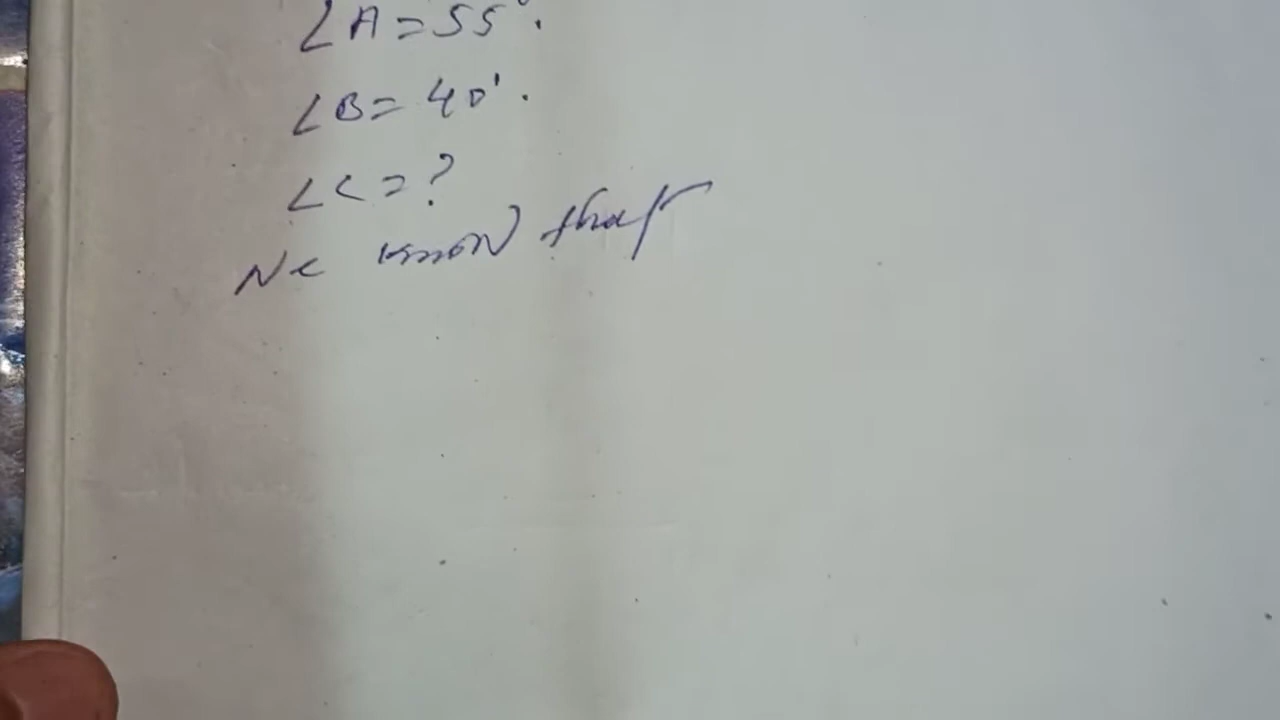 ∠A=55°.
∠B=40°.
∠C=?
We know that